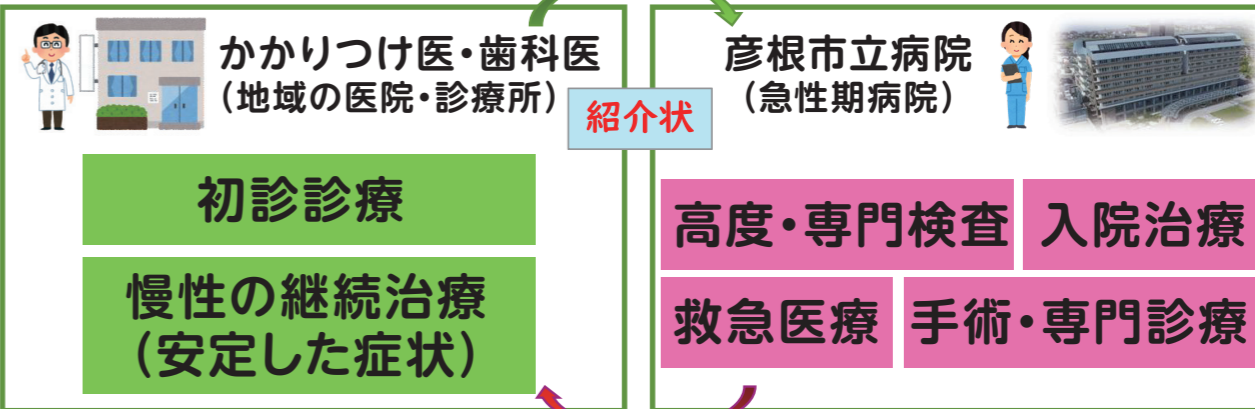 かかりつけ医・歯科医
（地域の医院・診療所）
紹介状
初診診療
慢性の継続治療
（安定した症状）
彦根市立病院
（急性期病院）
高度・専門検査
入院治療
救急医療
手術・専門診療